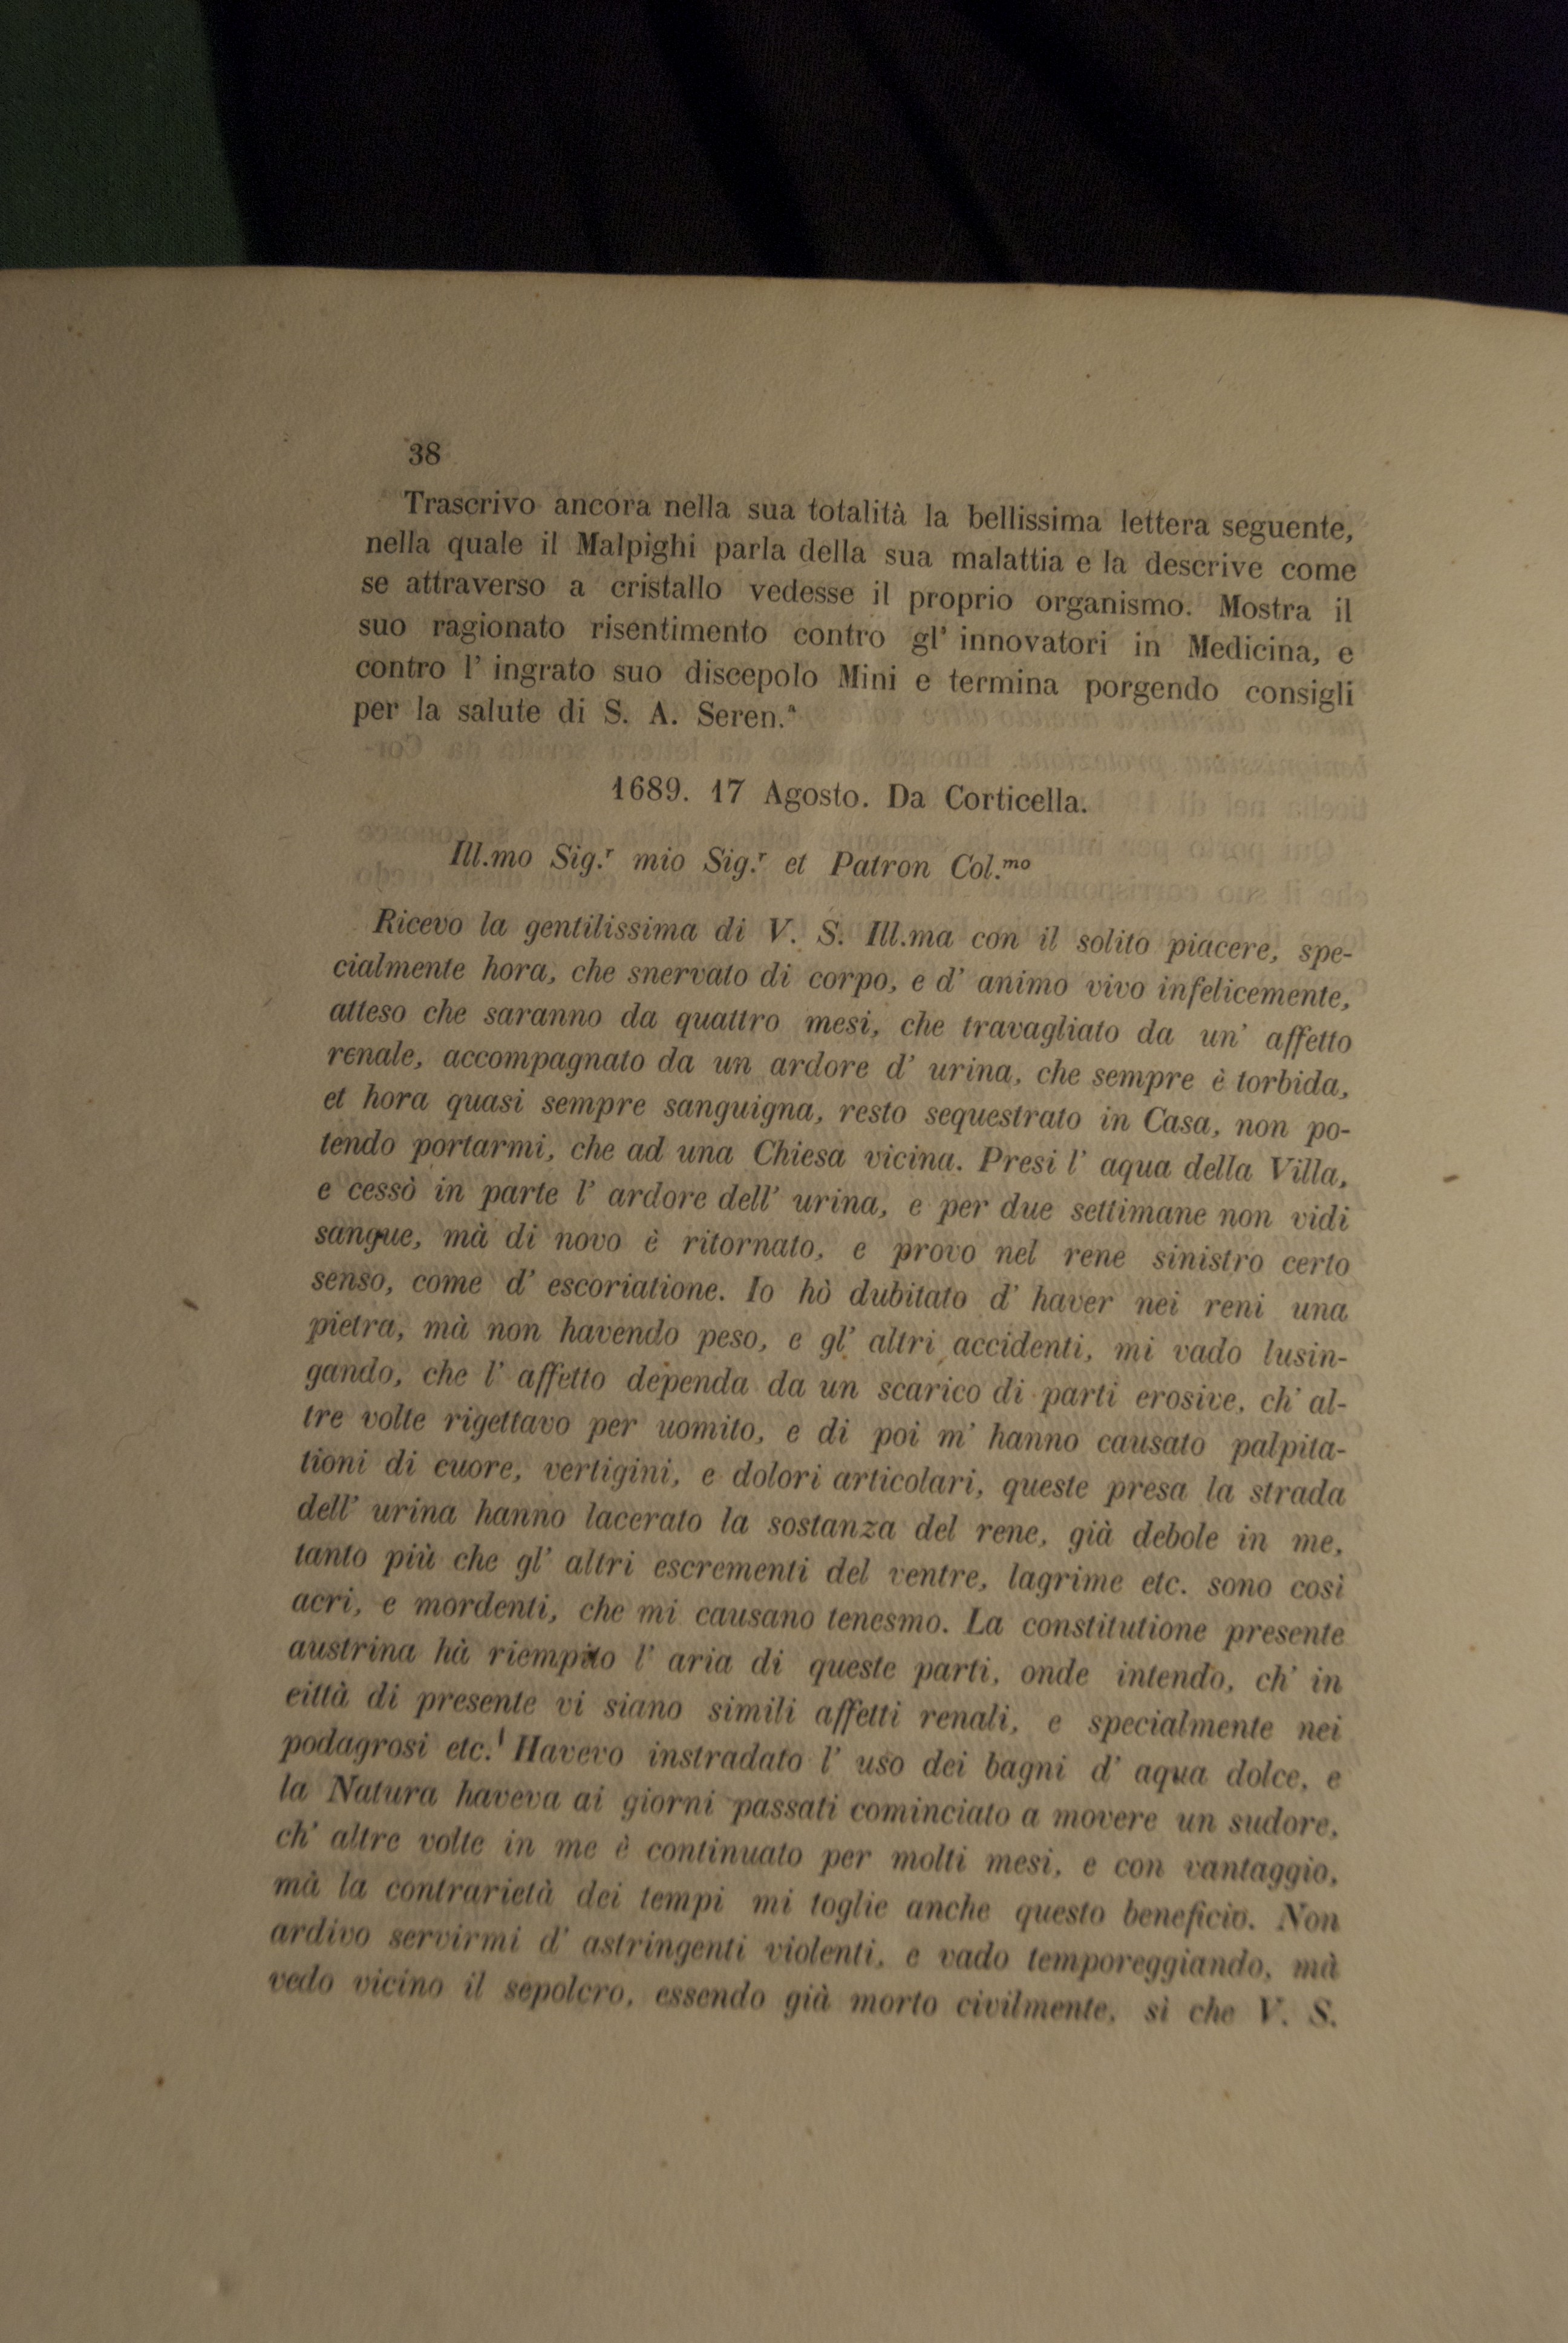 38
Trascrivo ancora nella sua totalità la bellissima lettera seguente,
nella quale il Malpighi parla della sua malattia e la descrive come
se attraverso a cristallo vedesse il proprio organismo. Mostra il
suo ragionato risentimento contro gl' innovatori in Medicina, e
contro l' ingrato suo discepolo Mini e termina porgendo consigli
per la salute di S. A. Seren.ª
1689. 17 Agosto. Da Corticella.
Ill.mo Sig.ʳ mio Sig.ʳ et Patron Col.ᵐᵒ
Ricevo la gentilissima di V. S. Ill.ma con il solito piacere, spe-
cialmente hora, che snervato di corpo, e d' animo vivo infelicemente,
atteso che saranno da quattro mesi, che travagliato da un' affetto
renale, accompagnato da un ardore d' urina, che sempre è torbida,
et hora quasi sempre sanguigna, resto sequestrato in Casa, non po-
tendo portarmi, che ad una Chiesa vicina. Presi l' aqua della Villa,
e cessò in parte l' ardore dell' urina, e per due settimane non vidi
sangue, mà di novo è ritornato, e provo nel rene sinistro certo
senso, come d' escoriatione. Io hò dubitato d' haver nei reni una
pietra, mà non havendo peso, e gl' altri accidenti, mi vado lusin-
gando, che l' affetto dependa da un scarico di parti erosive, ch' al-
tre volte rigettavo per uomito, e di poi m' hanno causato palpita-
tioni di cuore, vertigini, e dolori articolari, queste presa la strada
dell' urina hanno lacerato la sostanza del rene, già debole in me,
tanto più che gl' altri escrementi del ventre, lagrime etc. sono così
acri, e mordenti, che mi causano tenesmo. La constitutione presente
austrina hà riempito l' aria di queste parti, onde intendo, ch' in
città di presente vi siano simili affetti renali, e specialmente nei
podagrosi etc. Havevo instradato l' uso dei bagni d' aqua dolce, e
la Natura haveva ai giorni passati cominciato a movere un sudore,
ch' altre volte in me è continuato per molti mesi, e con vantaggio,
mà la contrarietà dei tempi mi toglie anche questo beneficio. Non
ardivo servirmi d' astringenti violenti, e vado temporeggiando, mà
vedo vicino il sepolcro, essendo già morto civilmente, sì che V. S.